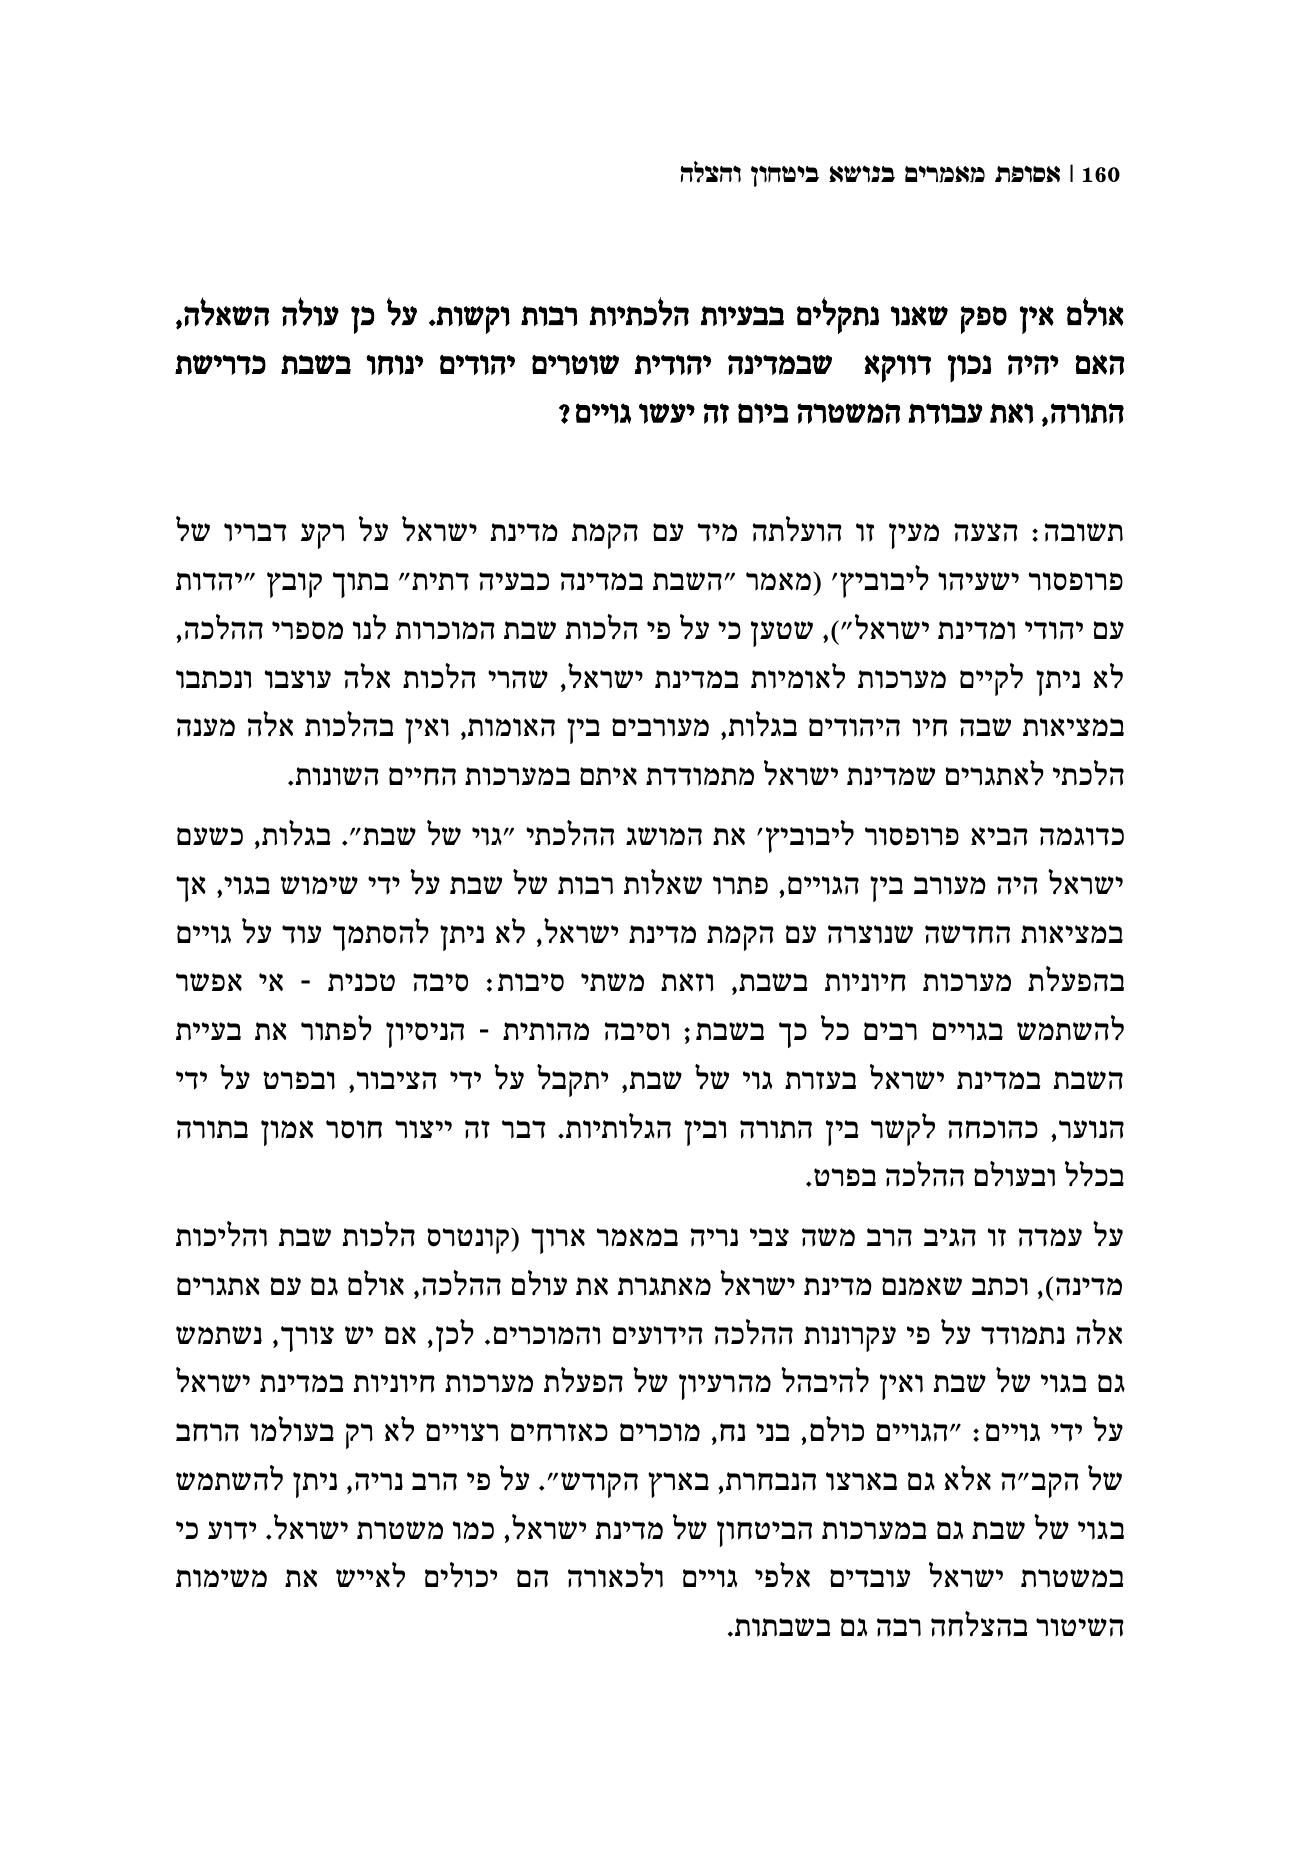 160 | אסופת מאמרים בנושא ביטחון והצלה
אולם אין ספק שאנו נתקלים בבעיות הלכתיות רבות וקשות. על כן עולה השאלה,
האם יהיה נכון דווקא שבמדינה יהודית שוטרים יהודים ינוחו בשבת כדרישת
התורה, ואת עבודת המשטרה ביום זה יעשו גויים?
תשובה: הצעה מעין זו הועלתה מיד עם הקמת מדינת ישראל על רקע דבריו של
פרופסור ישעיהו ליבוביץ׳ (מאמר ״השבת במדינה כבעיה דתית״ בתוך קובץ ״יהדות
עם יהודי ומדינת ישראל״), שטען כי על פי הלכות שבת המוכרות לנו מספרי ההלכה,
לא ניתן לקיים מערכות לאומיות במדינת ישראל, שהרי הלכות אלה עוצבו ונכתבו
במציאות שבה חיו היהודים בגלות, מעורבים בין האומות, ואין בהלכות אלה מענה
הלכתי לאתגרים שמדינת ישראל מתמודדת איתם במערכות החיים השונות.
כדוגמה הביא פרופסור ליבוביץ׳ את המושג ההלכתי ״גוי של שבת״. בגלות, כשעם
ישראל היה מעורב בין הגויים, פתרו שאלות רבות של שבת על ידי שימוש בגוי, אך
במציאות החדשה שנוצרה עם הקמת מדינת ישראל, לא ניתן להסתמך עוד על גויים
בהפעלת מערכות חיוניות בשבת, וזאת משתי סיבות: סיבה טכנית - אי אפשר
להשתמש בגויים רבים כל כך בשבת; וסיבה מהותית - הניסיון לפתור את בעיית
השבת במדינת ישראל בעזרת גוי של שבת, יתקבל על ידי הציבור, ובפרט על ידי
הנוער, כהוכחה לקשר בין התורה ובין הגלותיות. דבר זה ייצור חוסר אמון בתורה
בכלל ובעולם ההלכה בפרט.
על עמדה זו הגיב הרב משה צבי נריה במאמר ארוך (קונטרס הלכות שבת והליכות
מדינה), וכתב שאמנם מדינת ישראל מאתגרת את עולם ההלכה, אולם גם עם אתגרים
אלה נתמודד על פי עקרונות ההלכה הידועים והמוכרים. לכן, אם יש צורך, נשתמש
גם בגוי של שבת ואין להיבהל מהרעיון של הפעלת מערכות חיוניות במדינת ישראל
על ידי גויים: ״הגויים כולם, בני נח, מוכרים כאזרחים רצויים לא רק בעולמו הרחב
של הקב״ה אלא גם בארצו הנבחרת, בארץ הקודש״. על פי הרב נריה, ניתן להשתמש
בגוי של שבת גם במערכות הביטחון של מדינת ישראל, כמו משטרת ישראל. ידוע כי
במשטרת ישראל עובדים אלפי גויים ולכאורה הם יכולים לאייש את משימות
השיטור בהצלחה רבה גם בשבתות.